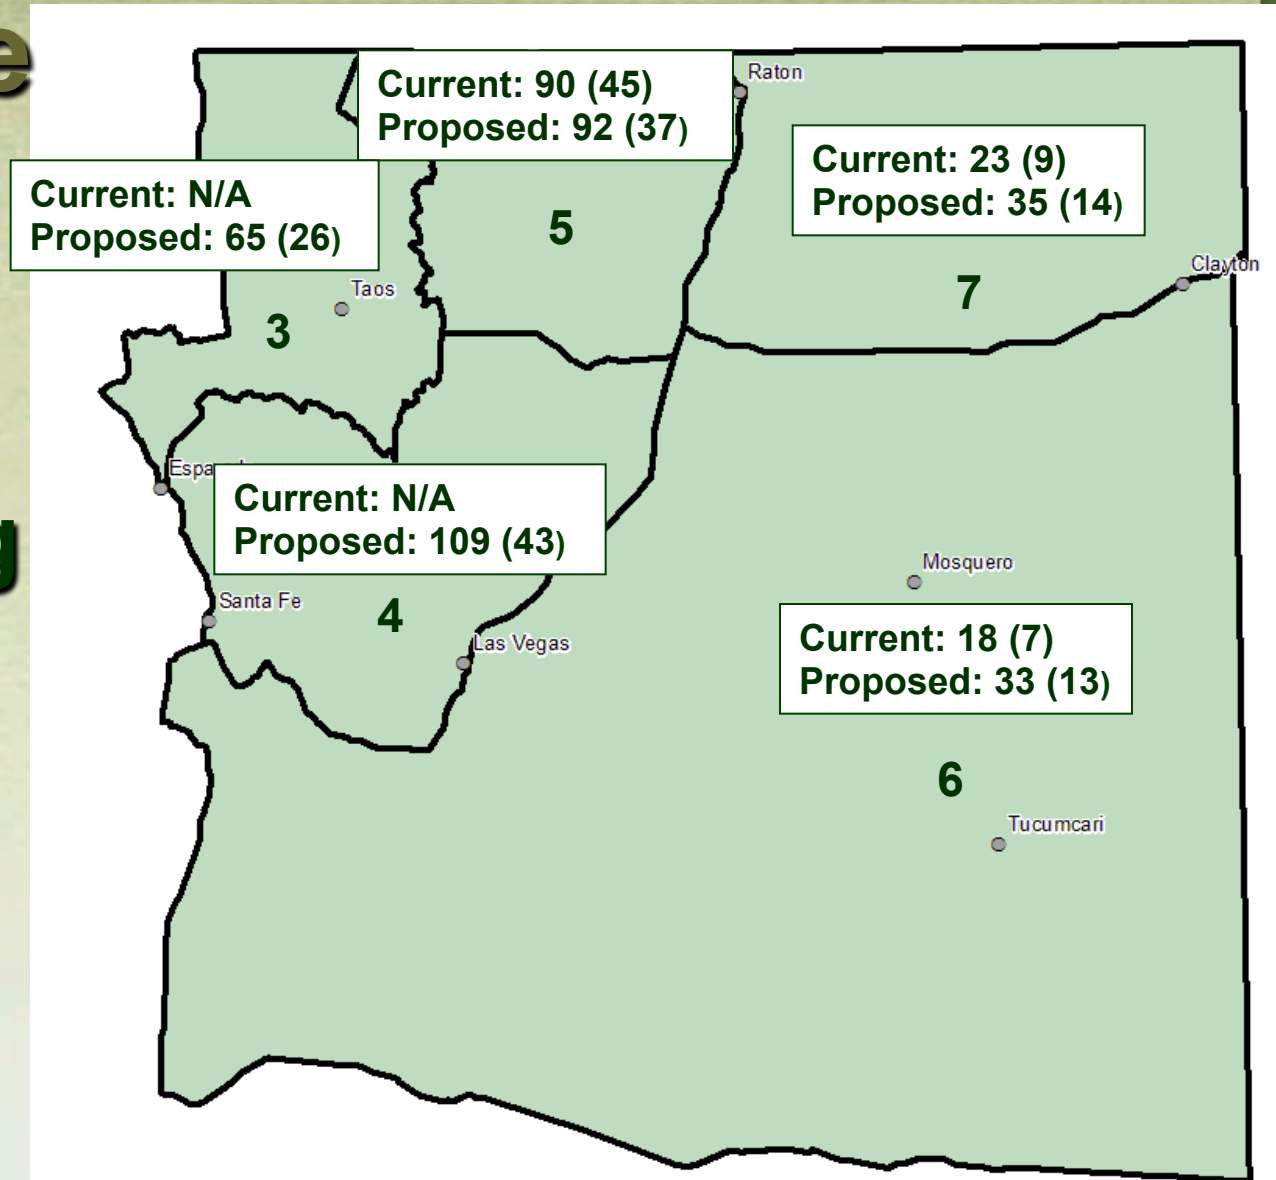 Current: 90 (45)
Proposed: 92 (37)
Raton
Current: 23 (9)
Proposed: 35 (14)
Current: N/A
Proposed: 65 (26)
5
Clayton
7
Taos
3
Current: N/A
Proposed: 109 (43)
Mosquero
Santa Fe
4
Las Vegas
Current: 18 (7)
Proposed: 33 (13)
6
Tucumcari